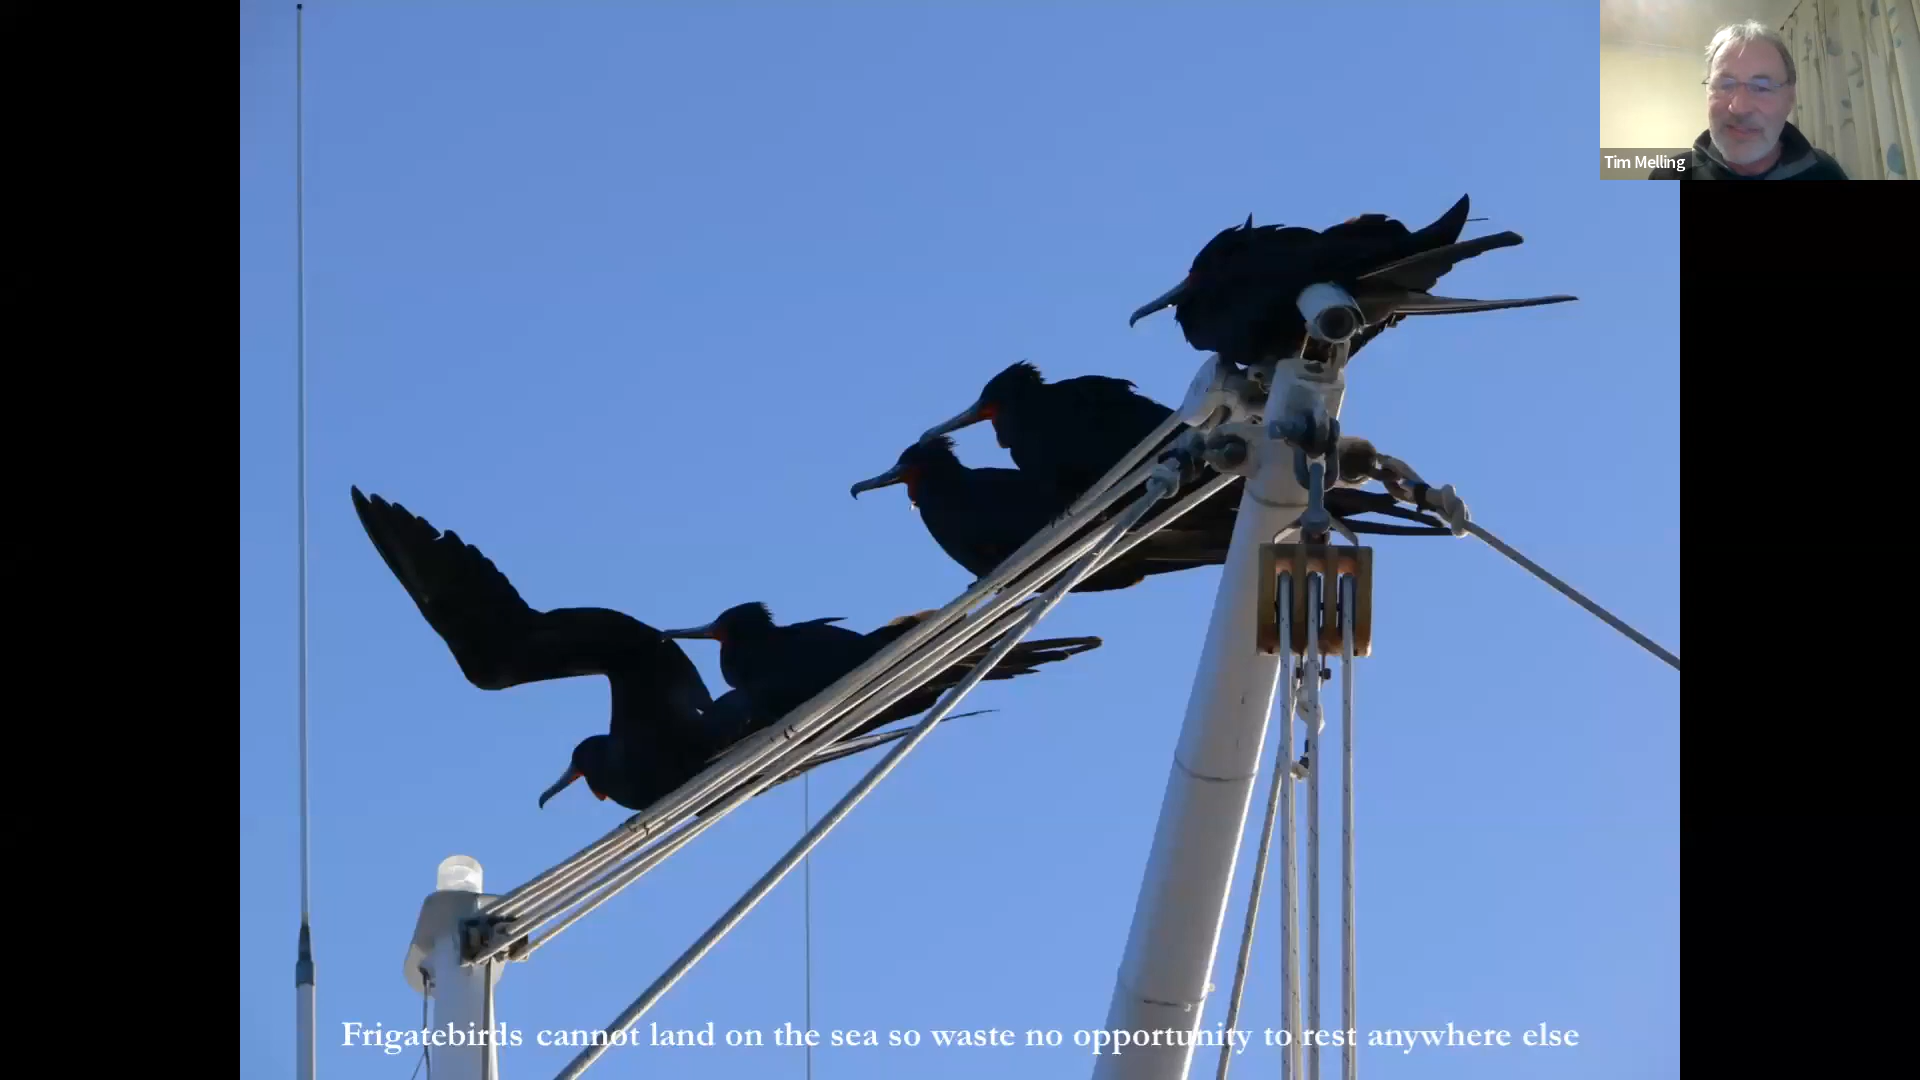 Tim Melling
Frigatebirds cannot land on the sea so waste no opportunity to rest anywhere else